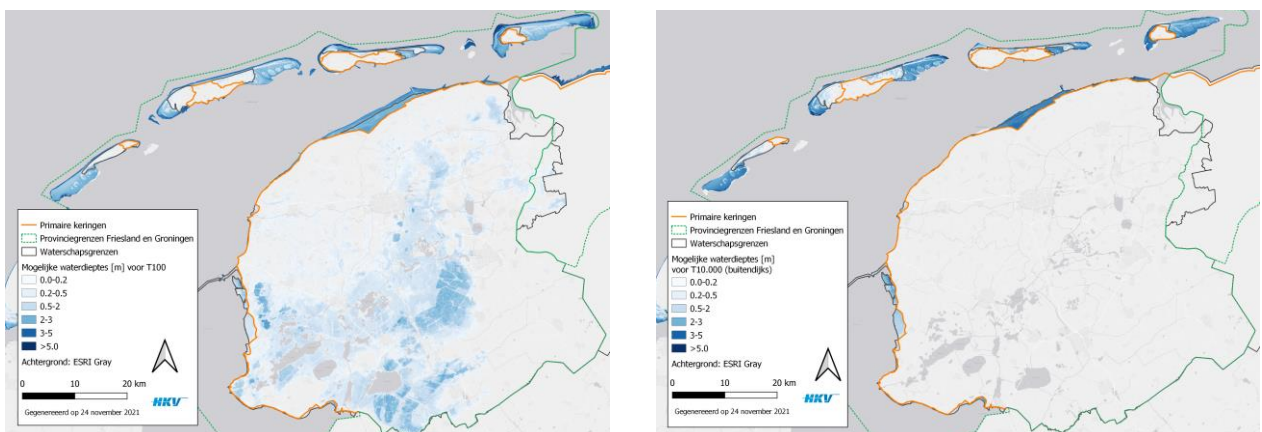 Primaire keringen
Provinciegrenzen Friesland en Groningen
Waterschapsgrenzen
Mogelijke waterdieptes [m] voor T100
0.0-0.2
0.2-0.5
0.5-2
2-3
3-5
>5.0
Achtergrond: ESRI Gray
0 10 20 km
HKV
Gegenereerd op 24 november 2021
Primaire keringen
Provinciegrenzen Friesland en Groningen
Waterschapsgrenzen
Mogelijke waterdieptes [m]
voor T10.000 (buitendijks)
0.0-0.2
0.2-0.5
0.5-2
2-3
3-5
>5.0
Achtergrond: ESRI Gray
0 10 20 km
HKV
Gegenereerd op 24 november 2021